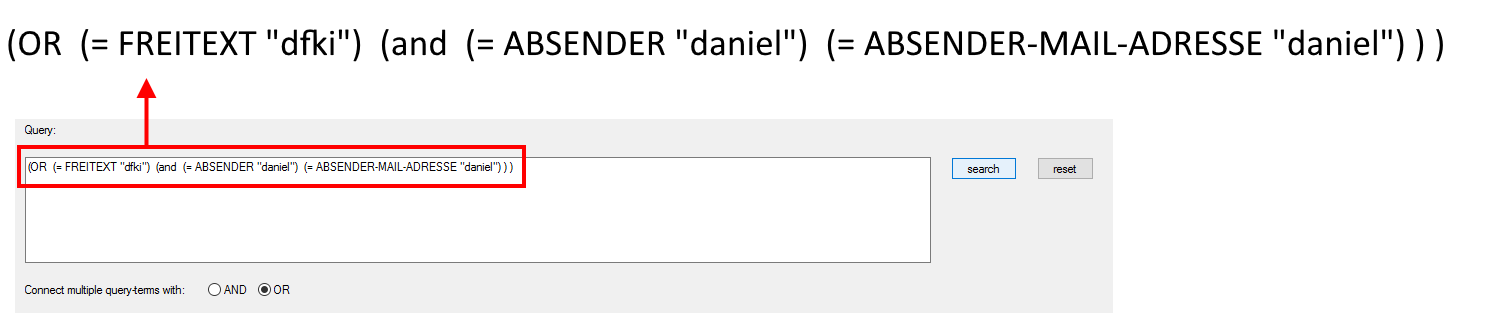 (OR (= FREITEXT "dfki") (and (= ABSENDER "daniel") (= ABSENDER-MAIL-ADRESSE "daniel") ) )
Query:
(OR (= FREITEXT "dfki") (and (= ABSENDER "daniel") (= ABSENDER-MAIL-ADRESSE "daniel") ) )
search reset
Connect multiple query-terms with: AND OR